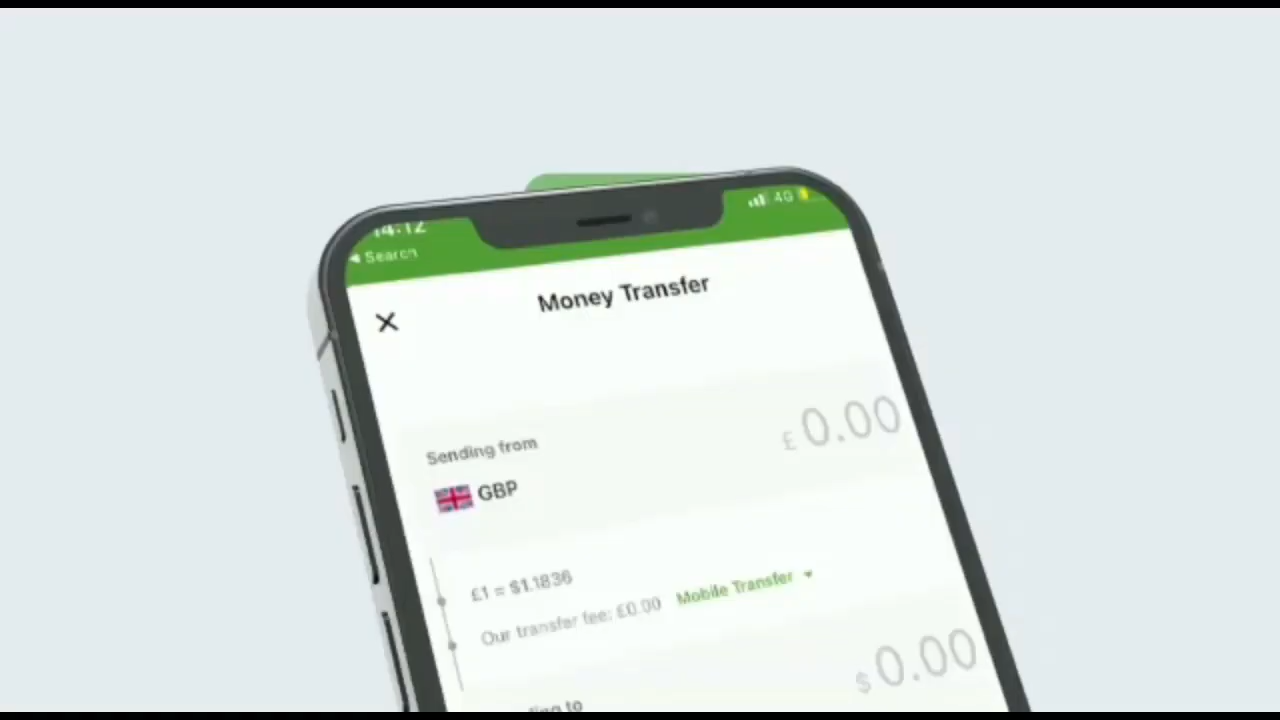 14:12
4G
◀ Search
Money Transfer
Sending from
£ 0.00
GBP
£1 = $1.1836
Our transfer fee: £0.00 Mobile Transfer
$ 0.00